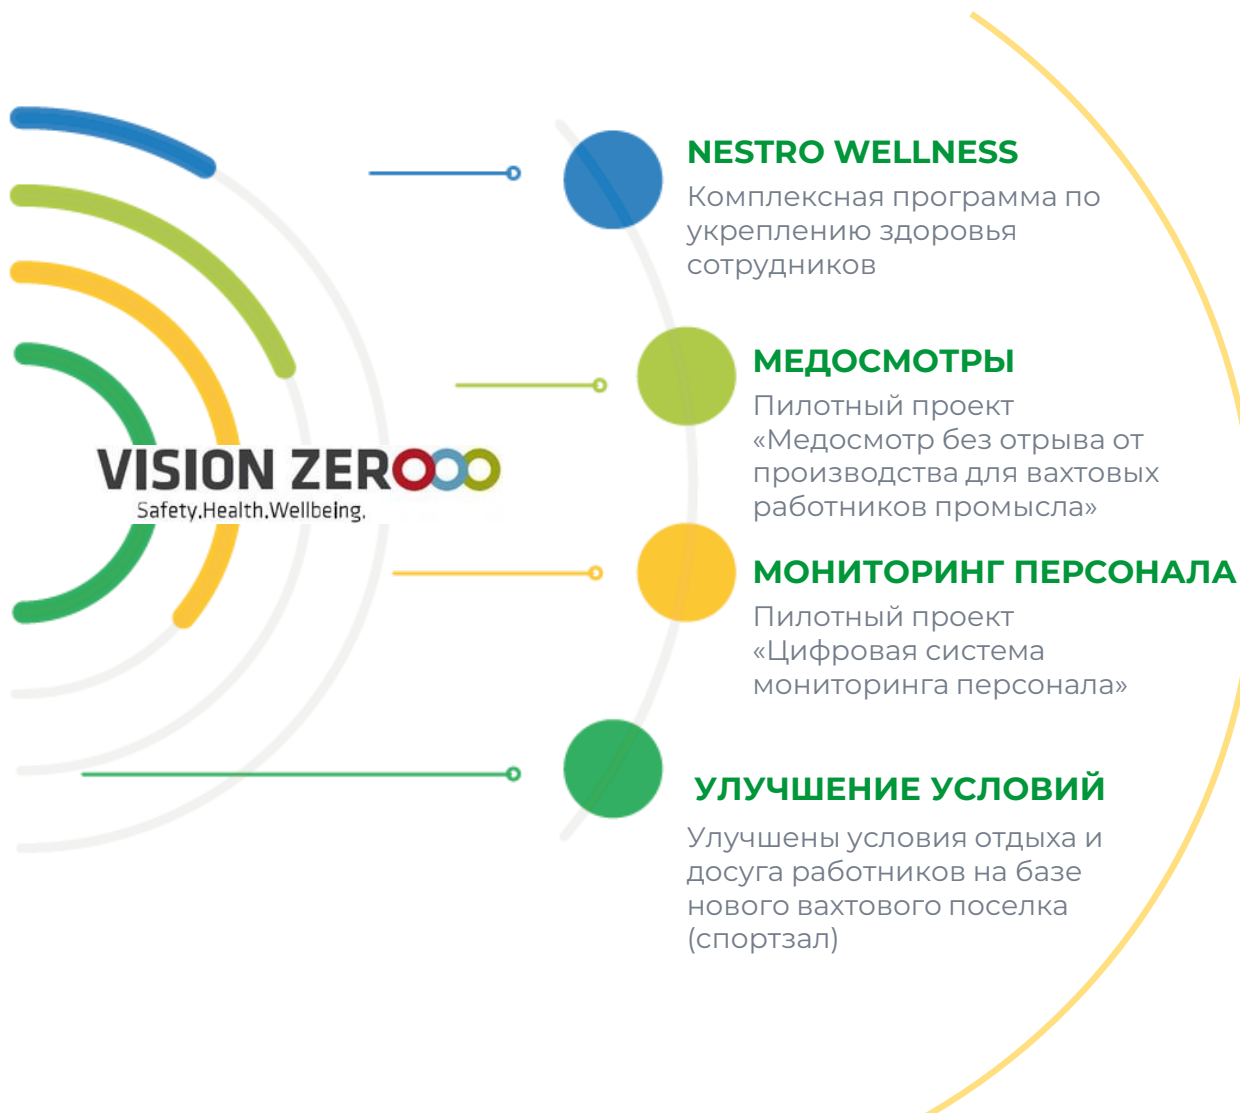 NESTRO WELLNESS
Комплексная программа по
укреплению здоровья
сотрудников
МЕДОСМОТРЫ
Пилотный проект
«Медосмотр без отрыва от
производства для вахтовых
работников промысла»
VISION ZEROOO
Safety.Health.Wellbeing.
МОНИТОРИНГ ПЕРСОНАЛА
Пилотный проект
«Цифровая система
мониторинга персонала»
УЛУЧШЕНИЕ УСЛОВИЙ
Улучшены условия отдыха и
досуга работников на базе
нового вахтового поселка
(спортзал)